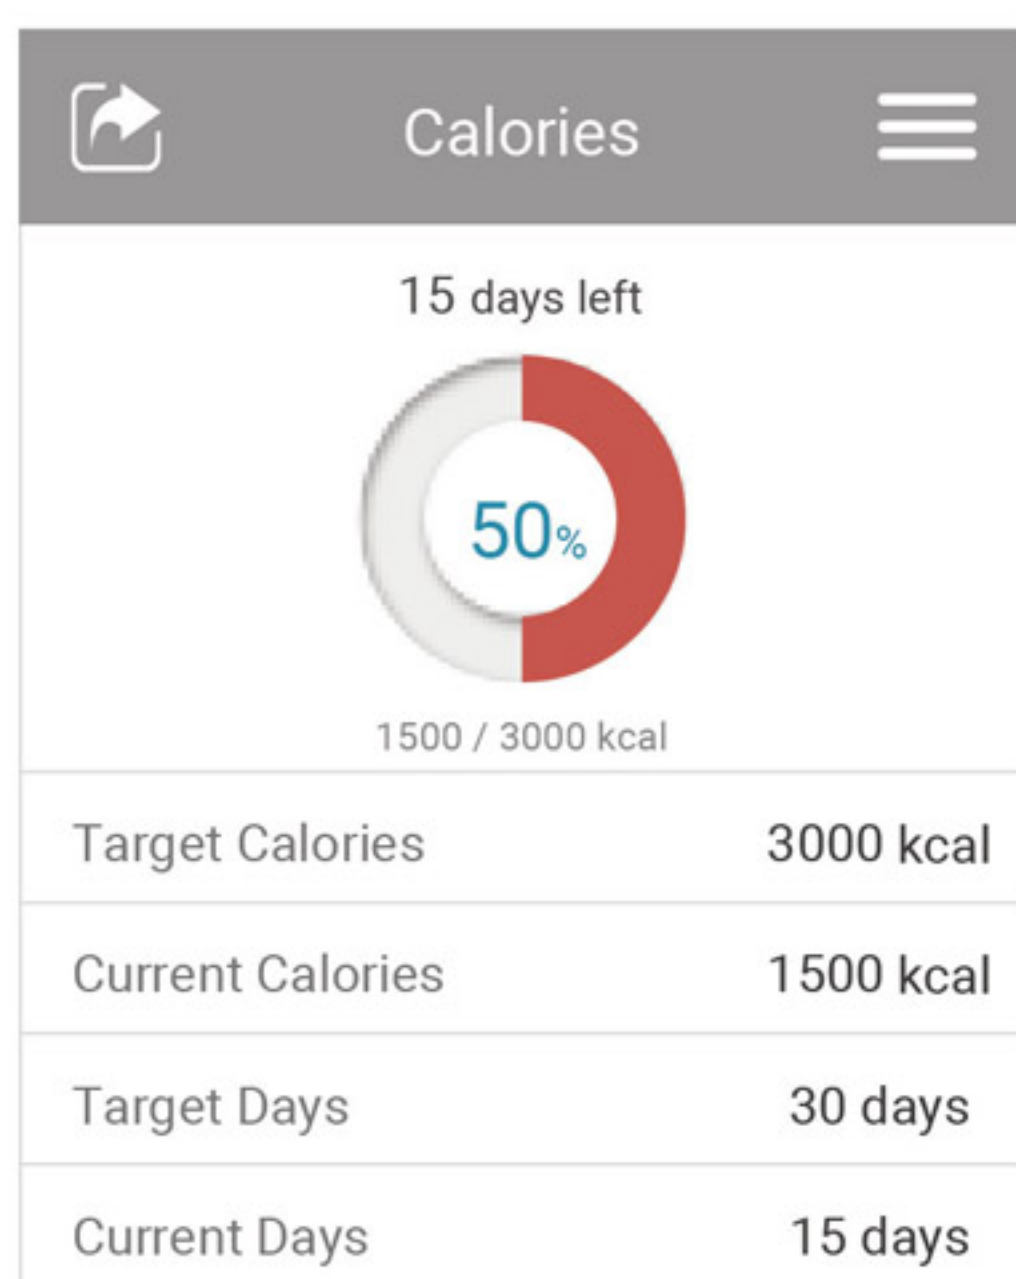 Calories
15 days left
50%
1500 / 3000 kcal
Target Calories 3000 kcal
Current Calories 1500 kcal
Target Days 30 days
Current Days 15 days